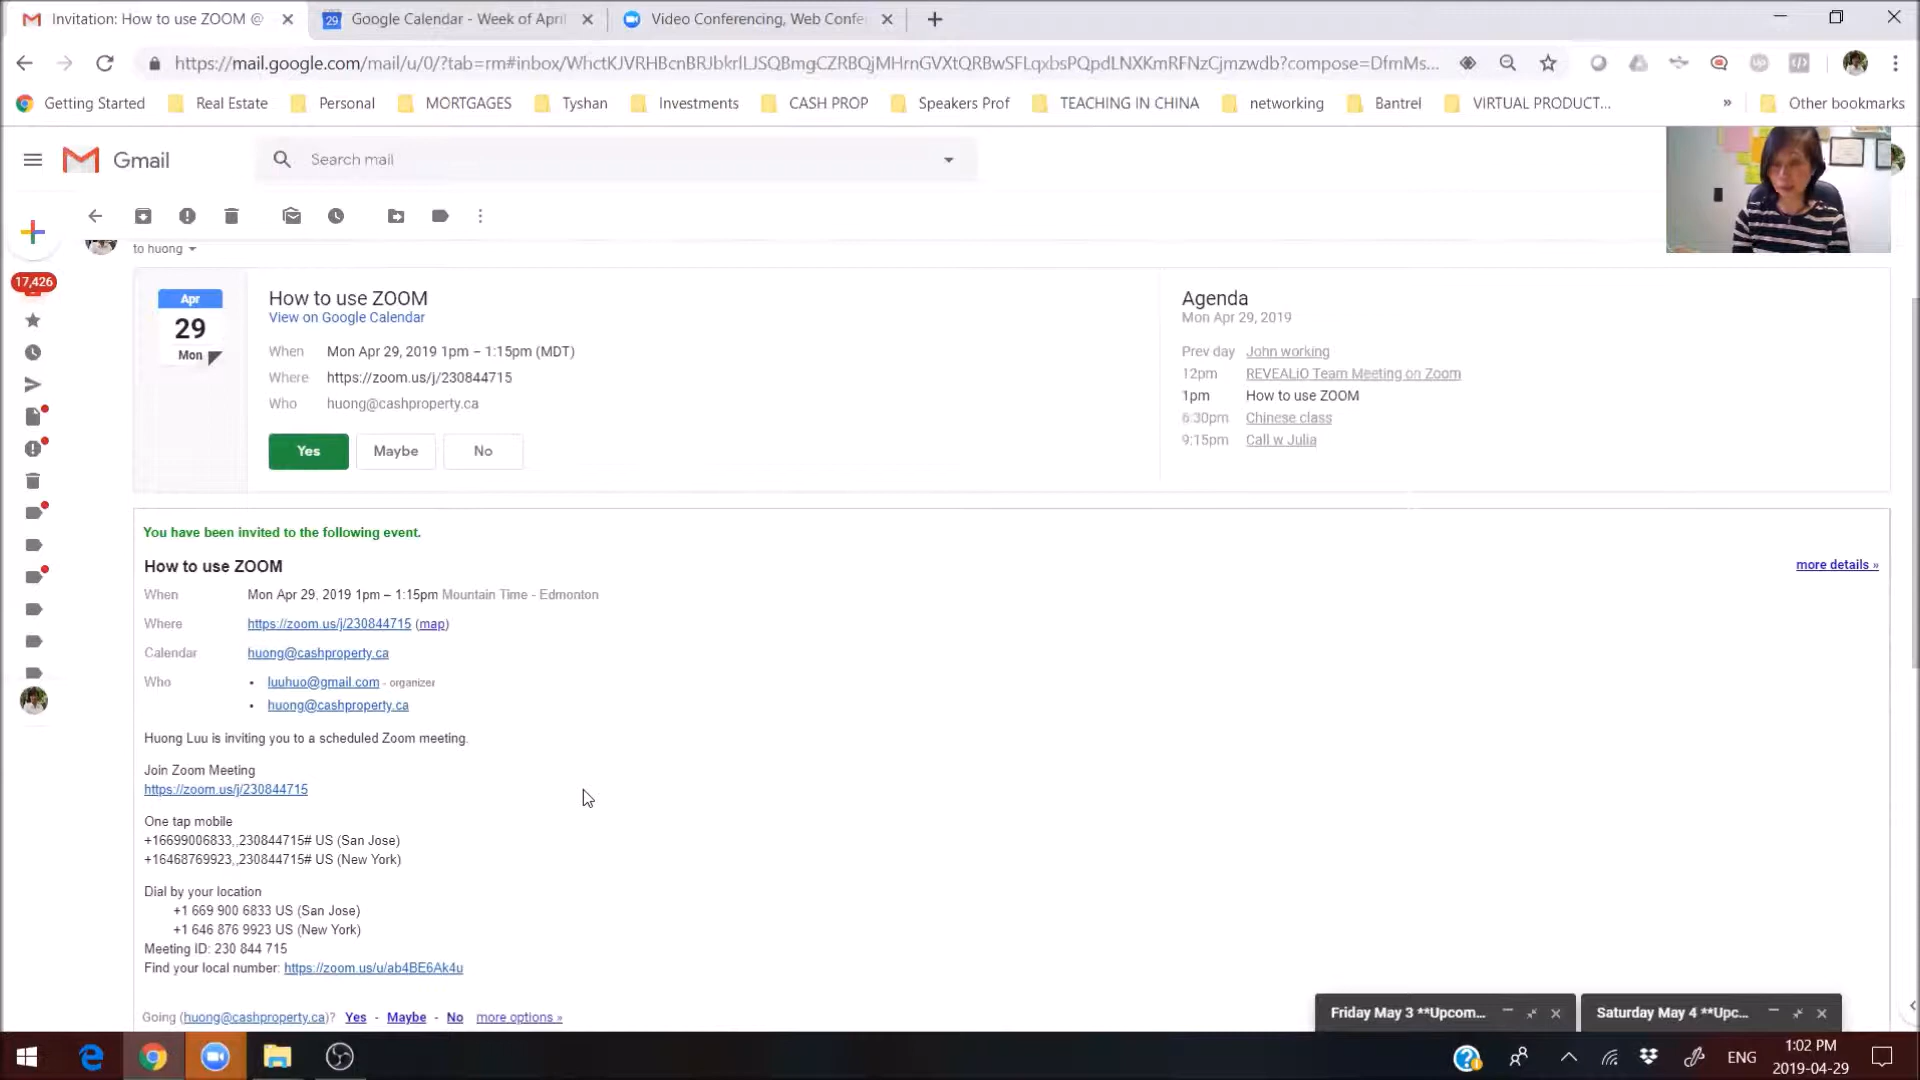 Invitation: How to use ZOOM @
Google Calendar - Week of April
Video Conferencing, Web Confe
https://mail.google.com/mail/u/0/?tab=rm#inbox/WhctKJVRHBcnBRJbkrlLJSQBmgCZRBQjMHrnGVXtQRBwSFLqxbsPQpdLNXKmRFNzCjmzwdb?compose=DfmMs...
Getting Started
Real Estate
Personal
MORTGAGES
Tyshan
Investments
CASH PROP
Speakers Prof
TEACHING IN CHINA
networking
Bantrel
VIRTUAL PRODUCT...
»
Other bookmarks
Gmail
Search mail
to huong
17,426
Apr
29
Mon
How to use ZOOM
View on Google Calendar
When Mon Apr 29, 2019 1pm – 1:15pm (MDT)
Where https://zoom.us/j/230844715
Who huong@cashproperty.ca
Yes
Maybe
No
Agenda
Mon Apr 29, 2019
Prev day John working
12pm REVEALiO Team Meeting on Zoom
1pm How to use ZOOM
6:30pm Chinese class
9:15pm Call w Julia
You have been invited to the following event.
How to use ZOOM
more details »
When Mon Apr 29, 2019 1pm – 1:15pm Mountain Time - Edmonton
Where https://zoom.us/j/230844715 (map)
Calendar huong@cashproperty.ca
Who • luuhuo@gmail.com - organizer
• huong@cashproperty.ca
Huong Luu is inviting you to a scheduled Zoom meeting.
Join Zoom Meeting
https://zoom.us/j/230844715
One tap mobile
+16699006833,,230844715# US (San Jose)
+16468769923,,230844715# US (New York)
Dial by your location
+1 669 900 6833 US (San Jose)
+1 646 876 9923 US (New York)
Meeting ID: 230 844 715
Find your local number: https://zoom.us/u/ab4BE6Ak4u
Going (huong@cashproperty.ca)? Yes - Maybe - No more options »
Friday May 3 **Upcom...
Saturday May 4 **Upc...
ENG
1:02 PM
2019-04-29